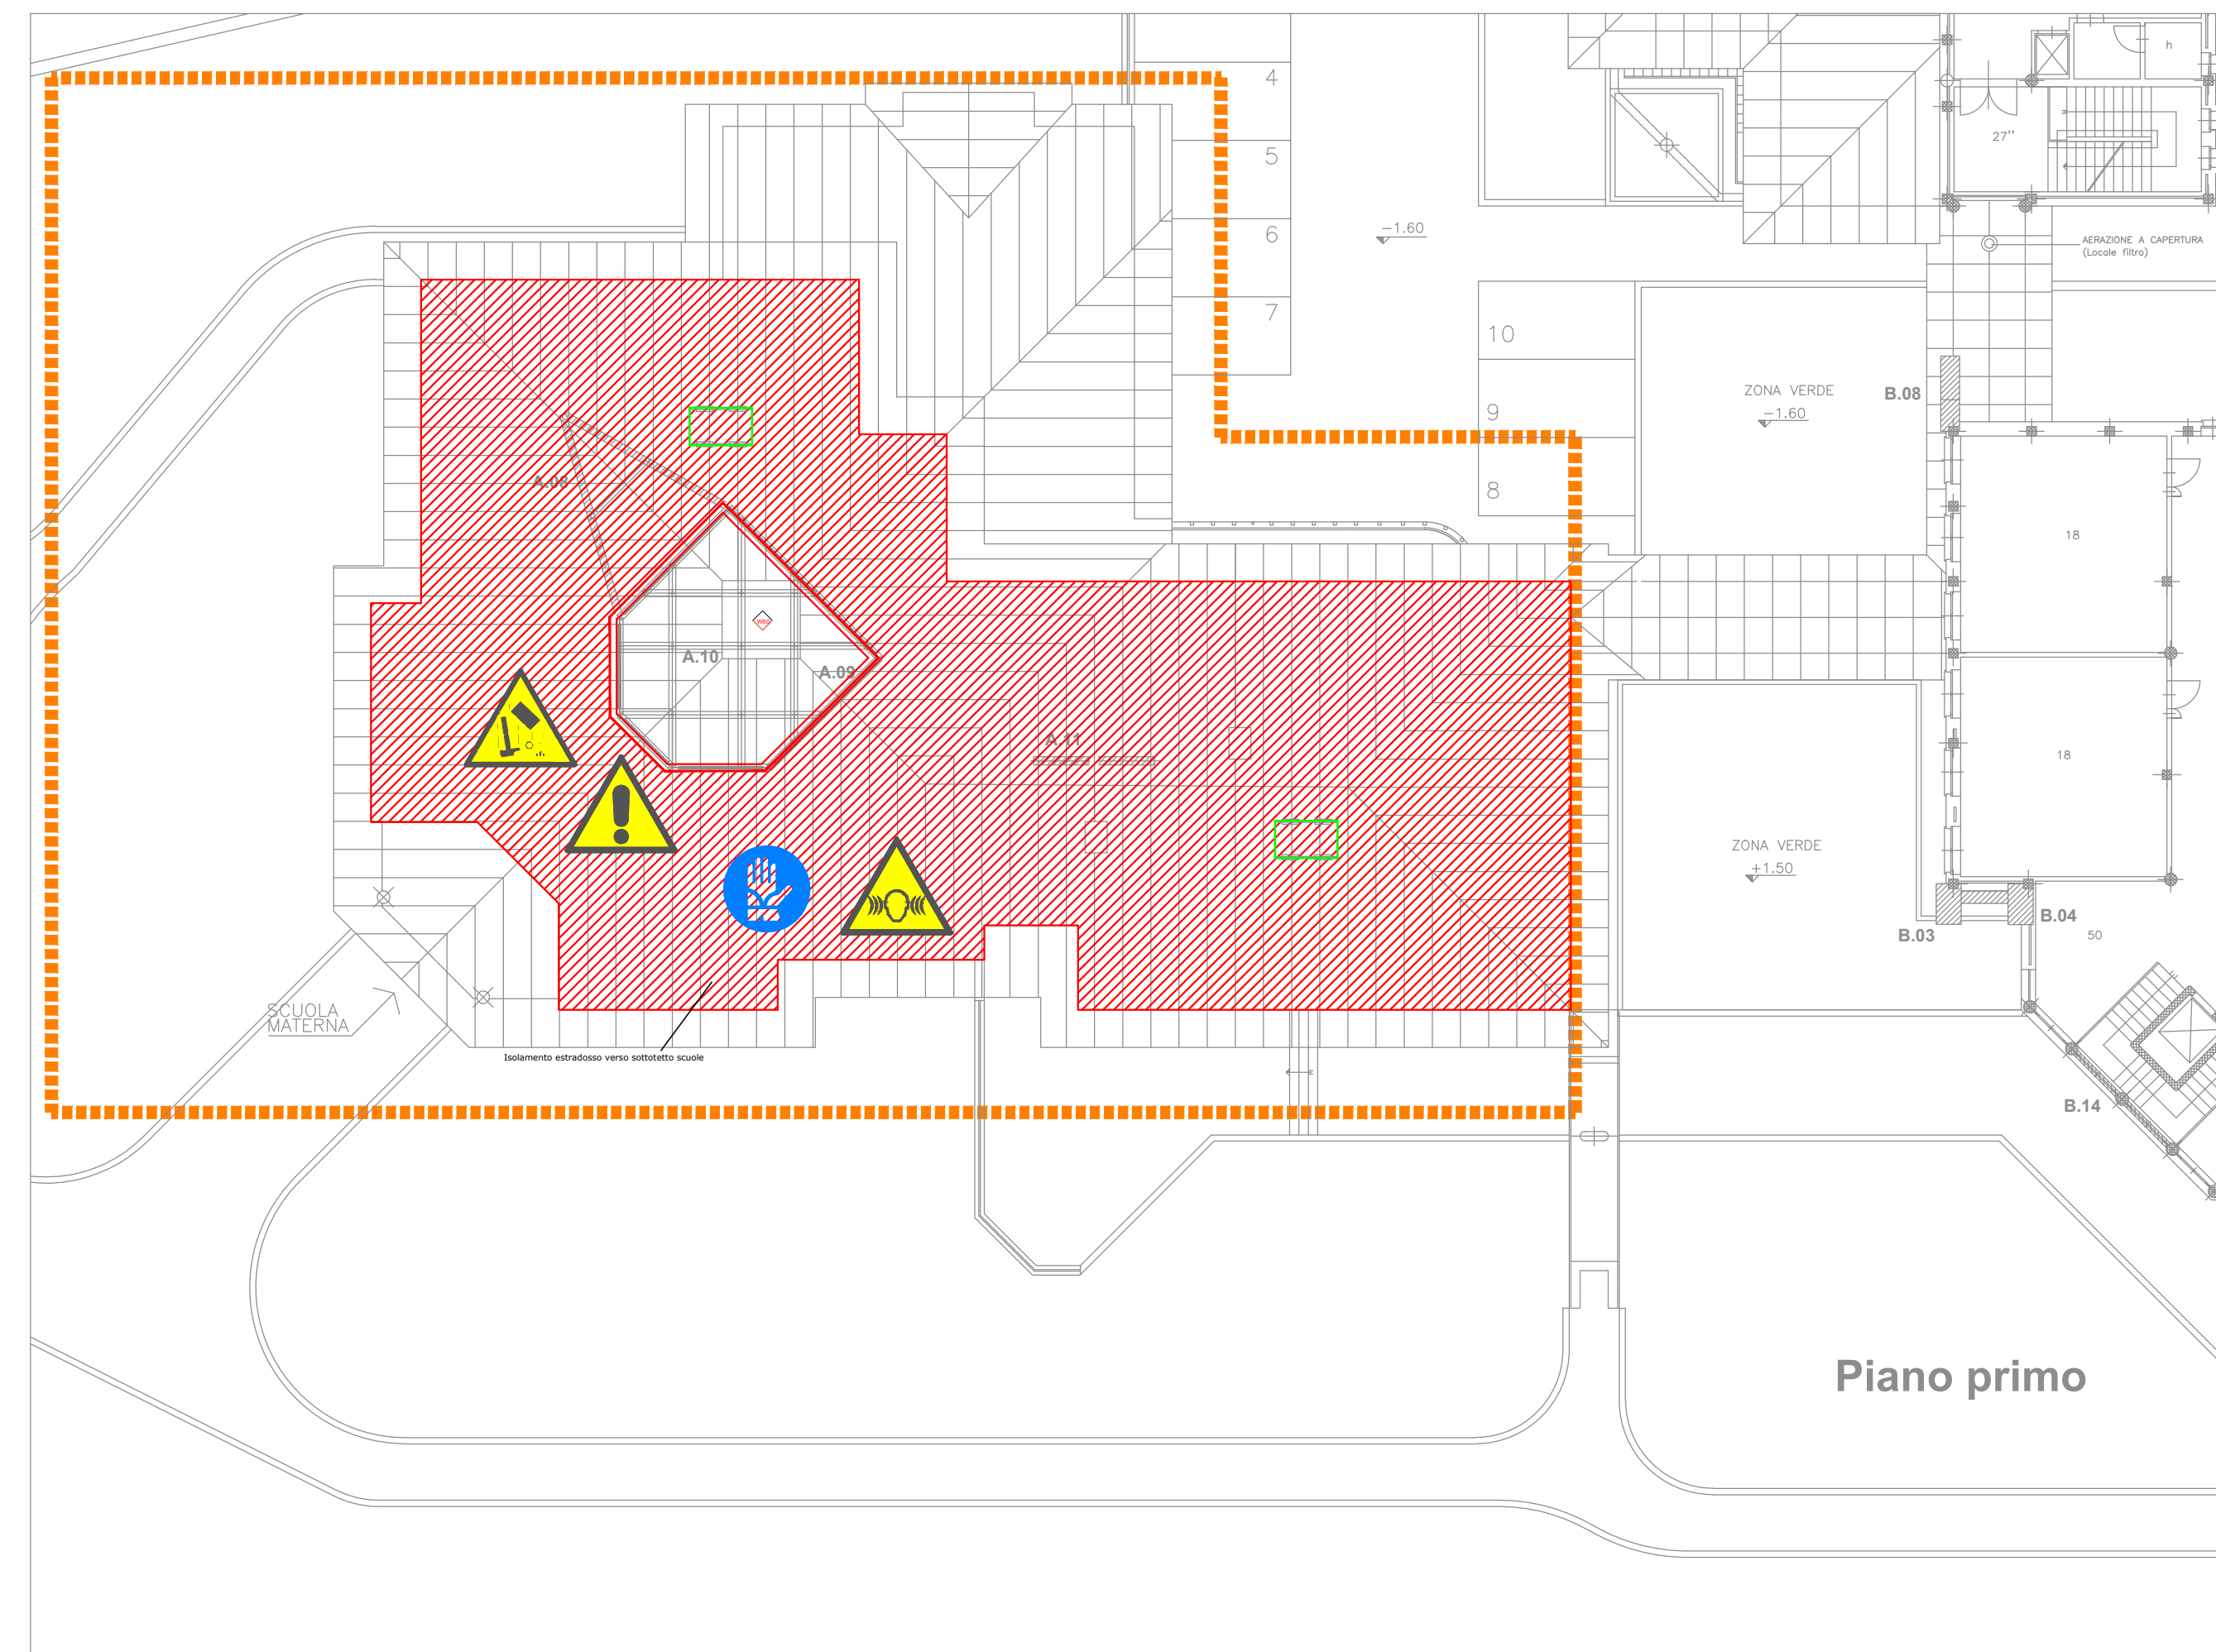 4
5
6
7
-1.60
h
27''
AERAZIONE A CAPERTURA
(Locale filtro)
10
9
8
ZONA VERDE
-1.60
B.08
A.08
WEG
A.10
A.09
A.11
18
18
ZONA VERDE
+1.50
B.03
B.04
50
SCUOLA
MATERNA
Isolamento estradosso verso sottotetto scuole
B.14
Piano primo